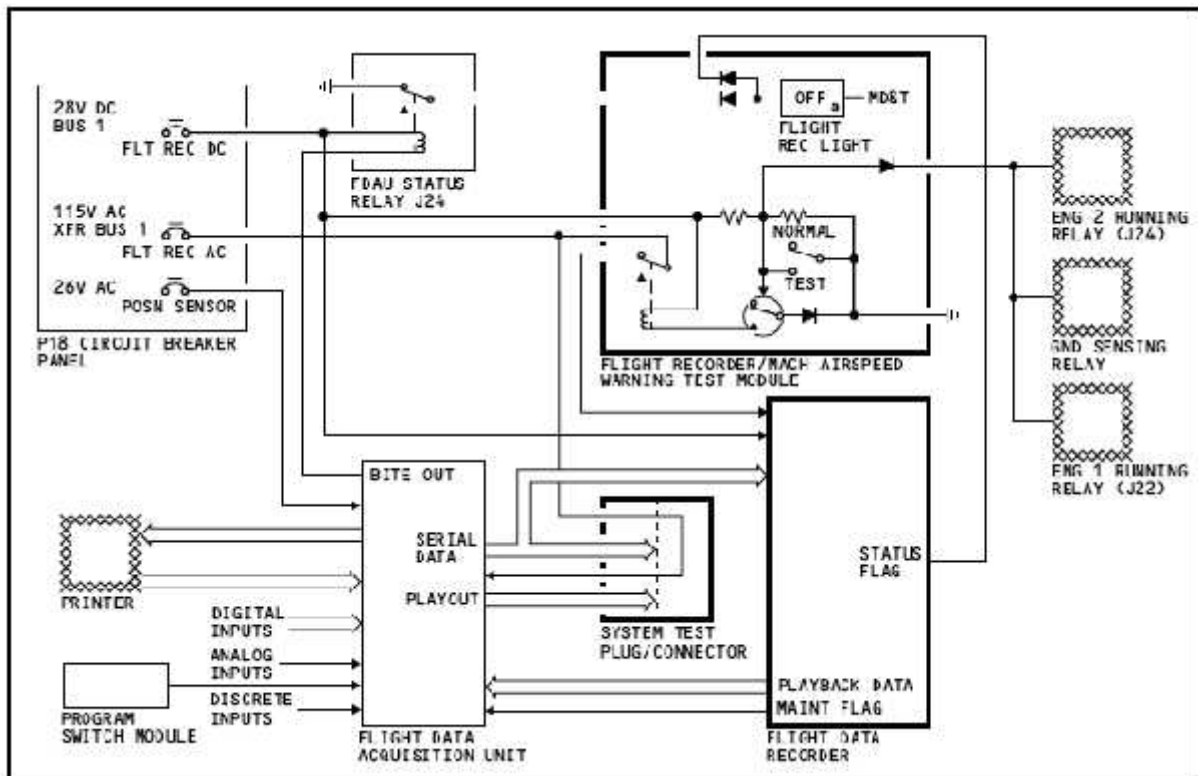 28V DC
BUS 1
FLT REC DC
115V AC
XFR BUS 1
FLT REC AC
26V AC
POSN SENSOR
P18 CIRCUIT BREAKER
PANEL
FDAU STATUS
RELAY J24
OFF
MD&T
FLIGHT
REC LIGHT
NORMAL
TEST
FLIGHT RECORDER/MACH AIRSPEED
WARNING TEST MODULE
ENG 2 RUNNING
RELAY (J24)
GND SENSING
RELAY
ENG 1 RUNNING
RELAY (J22)
BITE OUT
SERIAL
DATA
PLAYOUT
PRINTER
DIGITAL
INPUTS
ANALOG
INPUTS
DISCRETE
INPUTS
PROGRAM
SWITCH MODULE
FLIGHT DATA
ACQUISITION UNIT
SYSTEM TEST
PLUG/CONNECTOR
STATUS
FLAG
PLAYBACK DATA
MAINT FLAG
FLIGHT DATA
RECORDER